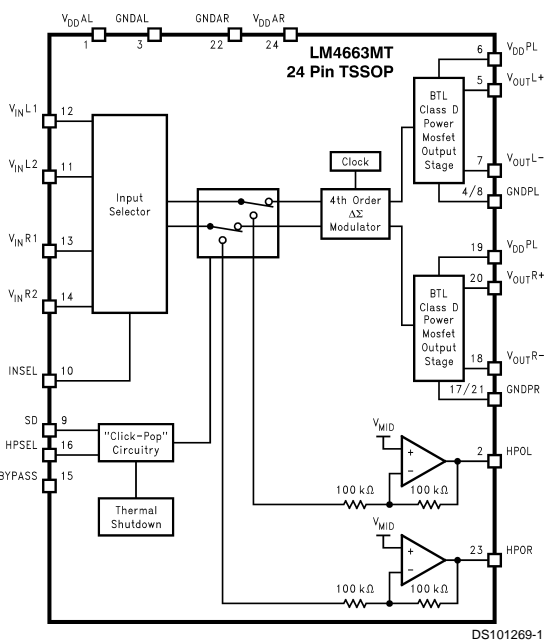 VDDAL
GNDAL
GNDAR
VDDAR
1
3
22
24
LM4663MT
24 Pin TSSOP
6
VDDPL
5
VOUTL+
BTL
Class D
Power
Mosfet
Output
Stage
7
VOUTL-
4/8
GNDPL
VINL1
12
VINL2
11
VINR1
13
VINR2
14
Input
Selector
Clock
4th Order
ΔΣ
Modulator
19
VDDPL
20
VOUTR+
BTL
Class D
Power
Mosfet
Output
Stage
18
VOUTR-
17/21
GNDPR
INSEL
10
SD
9
HPSEL
16
BYPASS
15
"Click-Pop"
Circuitry
Thermal
Shutdown
VMID
+
-
2
HPOL
100 kΩ
100 kΩ
VMID
+
-
23
HPOR
100 kΩ
100 kΩ
DS101269-1